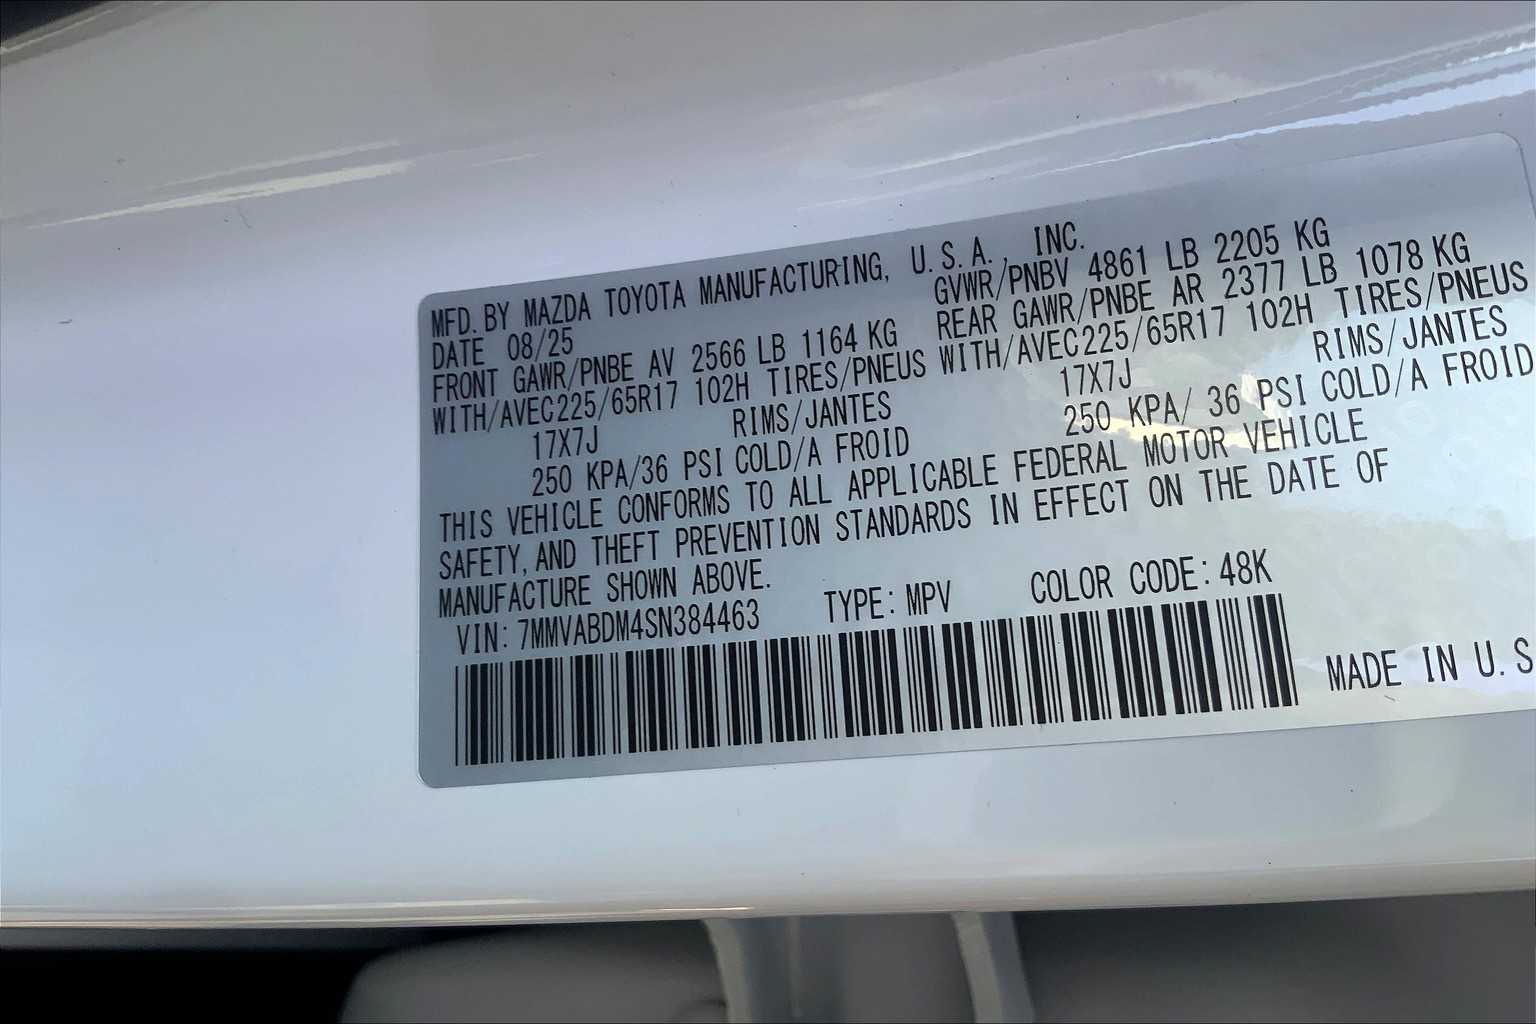 MFD. BY MAZDA TOYOTA MANUFACTURING, U.S.A., INC.
DATE 08/25 GVWR/PNBV 4861 LB 2205 KG
FRONT GAWR/PNBE AV 2566 LB 1164 KG REAR GAWR/PNBE AR 2377 LB 1078 KG
WITH/AVEC225/65R17 102H TIRES/PNEUS WITH/AVEC225/65R17 102H TIRES/PNEUS
17X7J RIMS/JANTES 17X7J RIMS/JANTES
250 KPA/36 PSI COLD/A FROID 250 KPA/ 36 PSI COLD/A FROID
THIS VEHICLE CONFORMS TO ALL APPLICABLE FEDERAL MOTOR VEHICLE
SAFETY, AND THEFT PREVENTION STANDARDS IN EFFECT ON THE DATE OF
MANUFACTURE SHOWN ABOVE.
VIN: 7MMVABDM4SN384463 TYPE: MPV COLOR CODE: 48K
MADE IN U.S